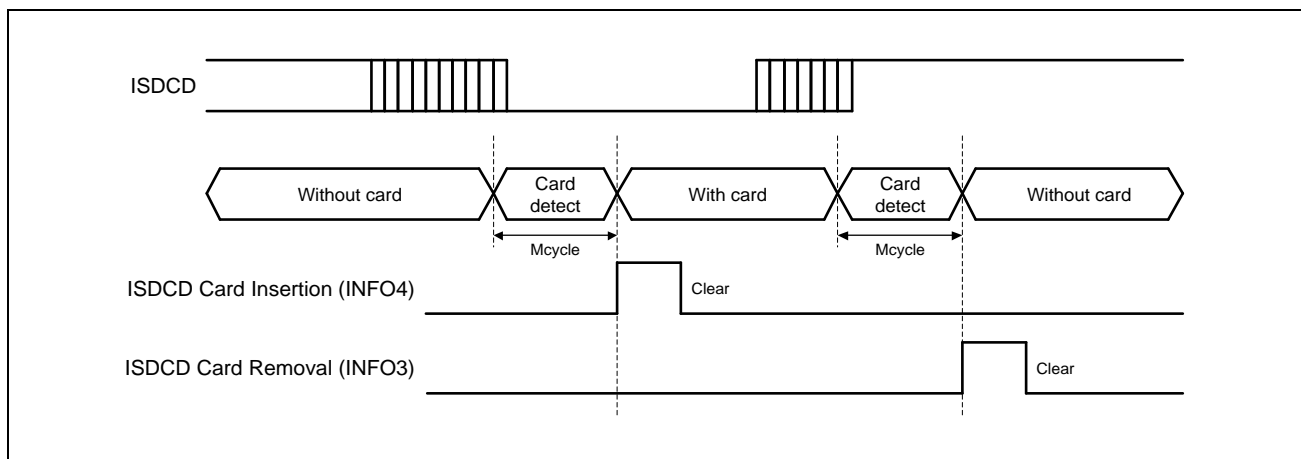 ISDCD
Without card
Card
detect
With card
Card
detect
Without card
Mcycle
Mcycle
ISDCD Card Insertion (INFO4)
Clear
ISDCD Card Removal (INFO3)
Clear